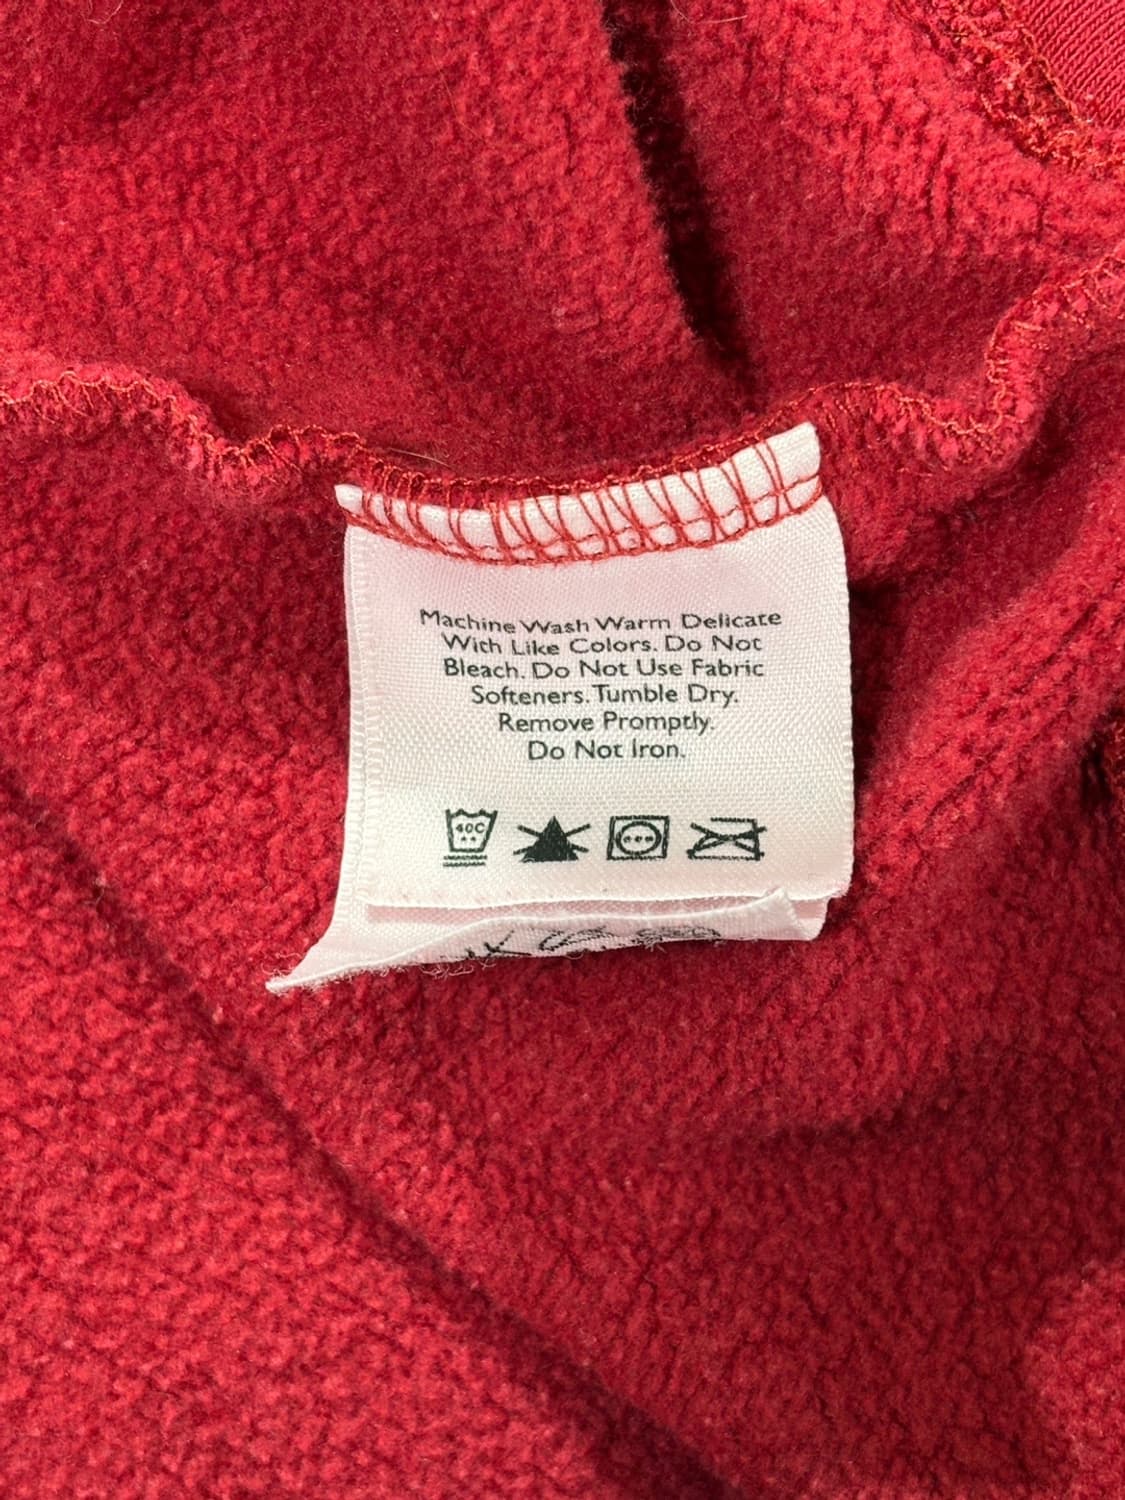 Machine Wash Warm Delicate
With Like Colors. Do Not
Bleach. Do Not Use Fabric
Softeners. Tumble Dry.
Remove Promptly.
Do Not Iron.
40C